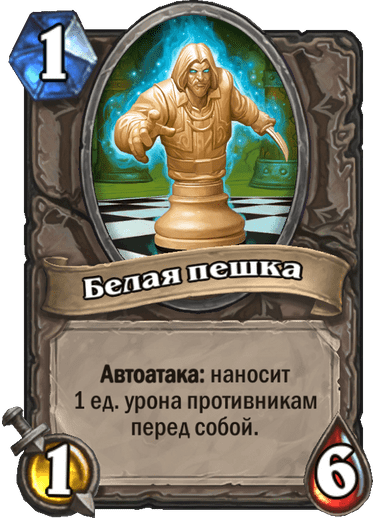 1
Белая пешка
Автоатака: наносит
1 ед. урона противникам
перед собой.
1
6